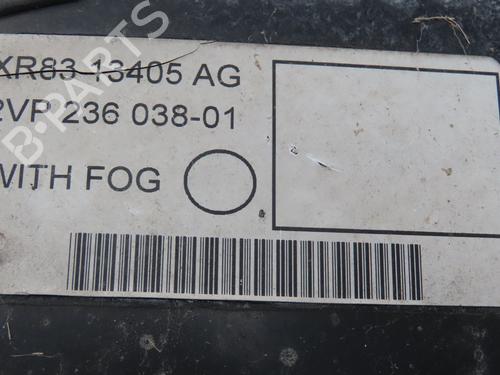 XR83-13405 AG
2VP 236 038-01
WITH FOG
B-PARTS